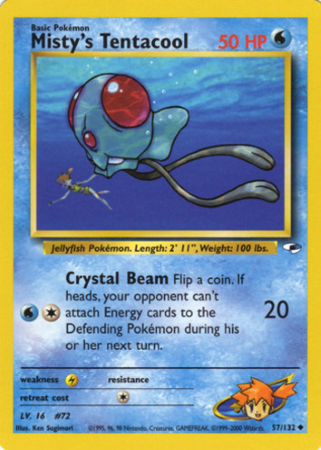 Basic Pokémon
Misty's Tentacool 50 HP
Jellyfish Pokémon. Length: 2' 11", Weight: 100 lbs.
Crystal Beam Flip a coin. If
heads, your opponent can't
attach Energy cards to the
Defending Pokémon during his
or her next turn.
20
weakness resistance
retreat cost
LV. 16 #72
Illus. Ken Sugimori ©1995, 96, 98 Nintendo, Creatures, GAMEFREAK. ©1999-2000 Wizards. 57/132